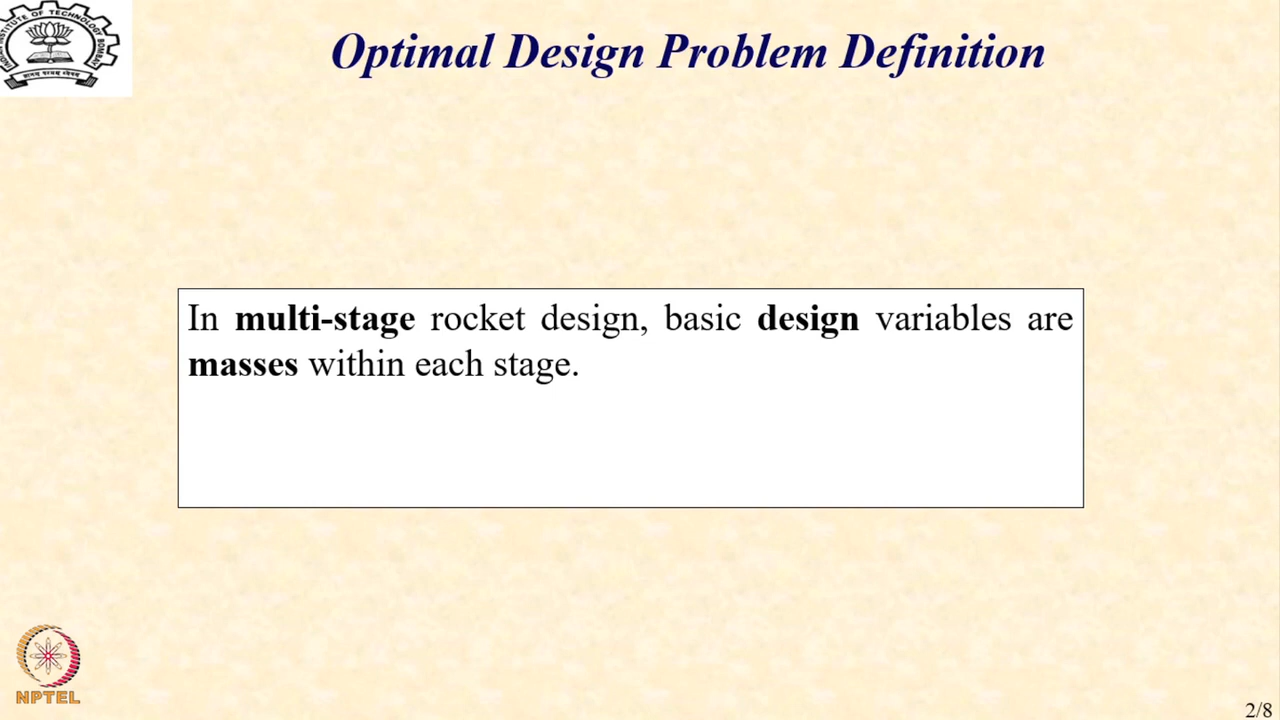 Optimal Design Problem Definition
In multi-stage rocket design, basic design variables are
masses within each stage.
NPTEL
2/8